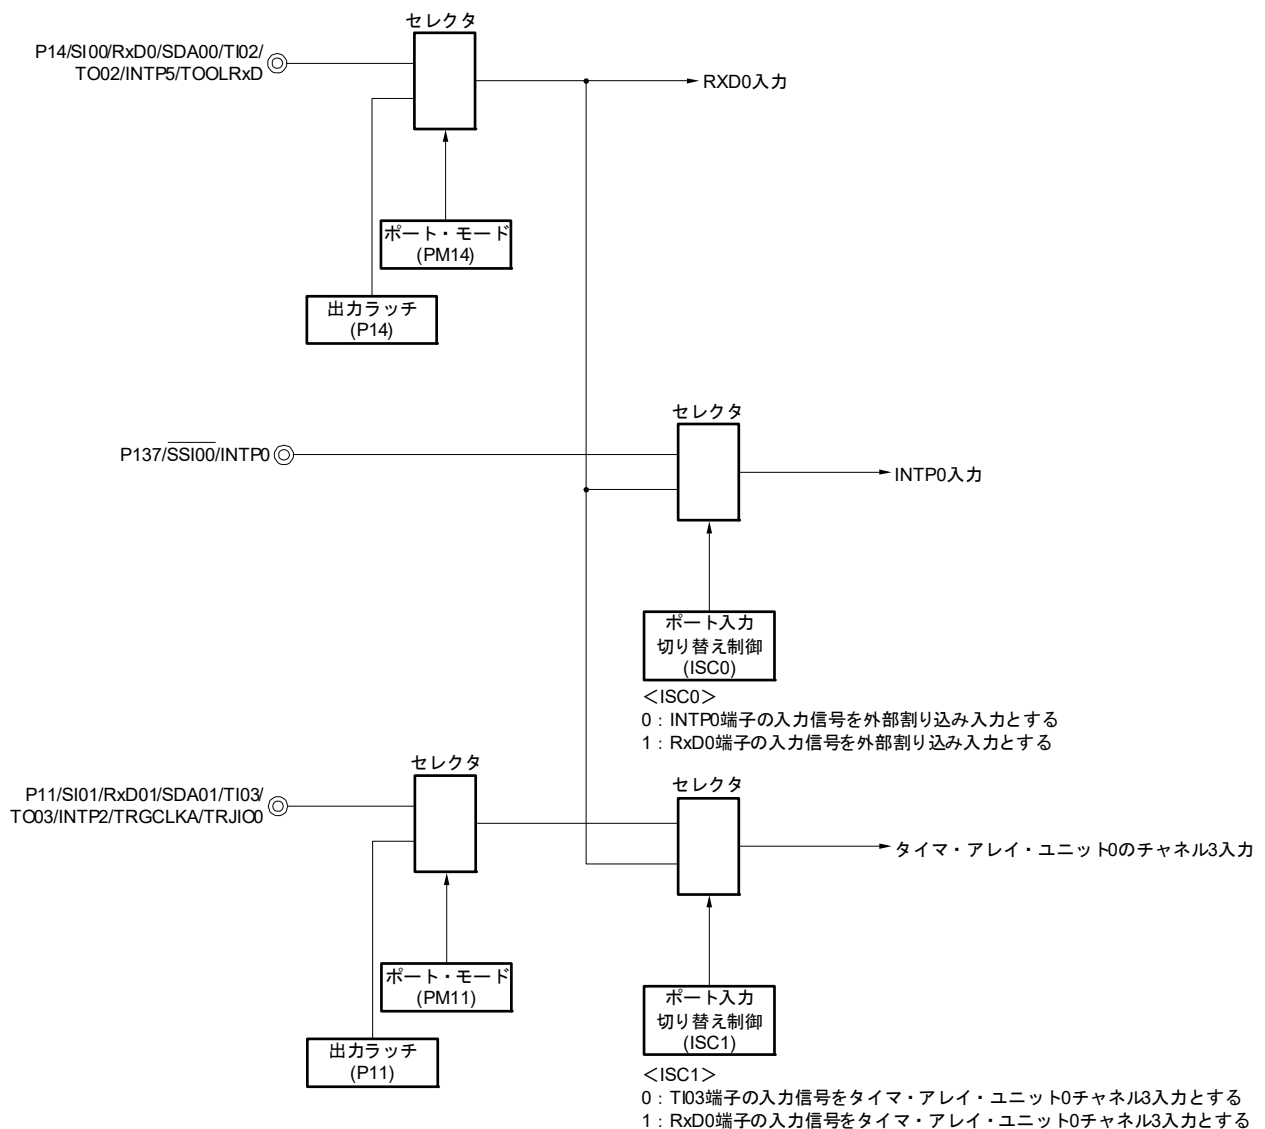 セレクタ
P14/SI00/RxD0/SDA00/TI02/
TO02/INTP5/TOOLRxD
RXD0入力
ポート・モード
(PM14)
出力ラッチ
(P14)
セレクタ
P137/SSI00/INTP0
INTP0入力
ポート入力
切り替え制御
(ISC0)
＜ISC0＞
0：INTP0端子の入力信号を外部割り込み入力とする
1：RxD0端子の入力信号を外部割り込み入力とする
セレクタ
セレクタ
P11/SI01/RxD01/SDA01/TI03/
TO03/INTP2/TRGCLKA/TRJIO0
タイマ・アレイ・ユニット0のチャネル3入力
ポート・モード
(PM11)
ポート入力
切り替え制御
(ISC1)
出力ラッチ
(P11)
＜ISC1＞
0：TI03端子の入力信号をタイマ・アレイ・ユニット0チャネル3入力とする
1：RxD0端子の入力信号をタイマ・アレイ・ユニット0チャネル3入力とする